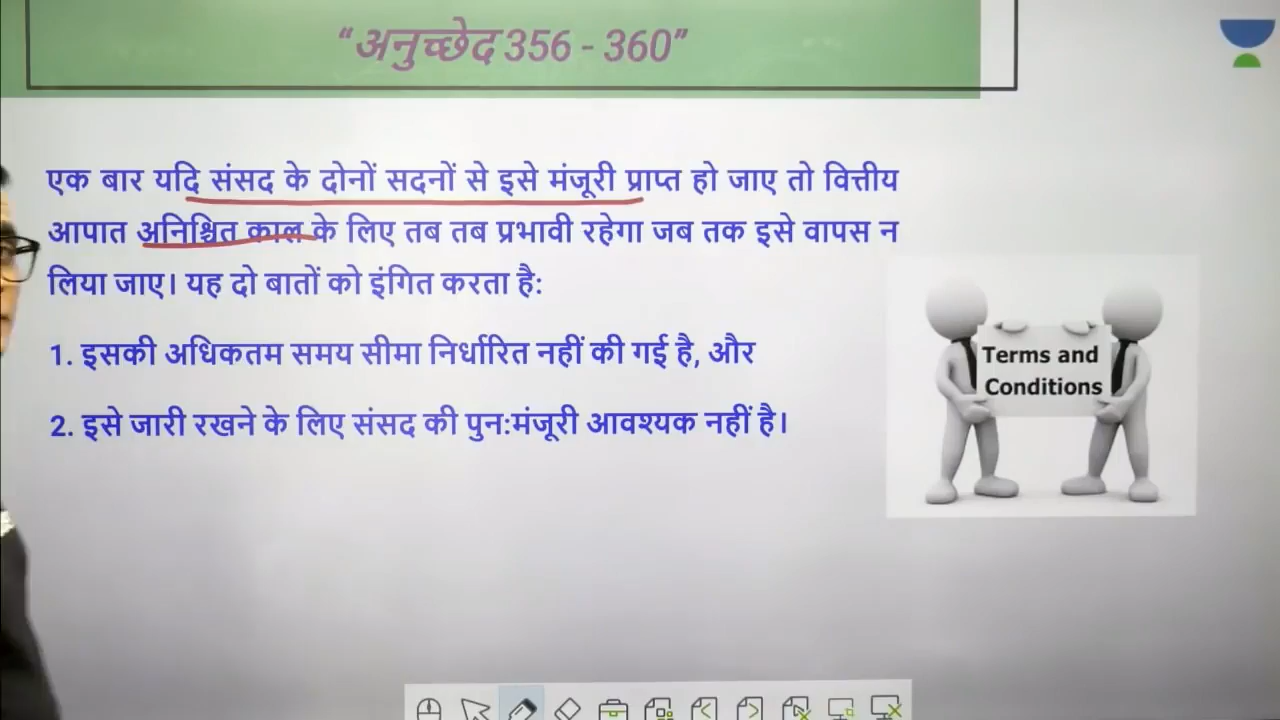 “अनुच्छेद 356 - 360”
एक बार यदि संसद के दोनों सदनों से इसे मंजूरी प्राप्त हो जाए तो वित्तीय
आपात अनिश्चित काल के लिए तब तब प्रभावी रहेगा जब तक इसे वापस न
लिया जाए। यह दो बातों को इंगित करता है:
1. इसकी अधिकतम समय सीमा निर्धारित नहीं की गई है, और
2. इसे जारी रखने के लिए संसद की पुन:मंजूरी आवश्यक नहीं है।
Terms and
Conditions